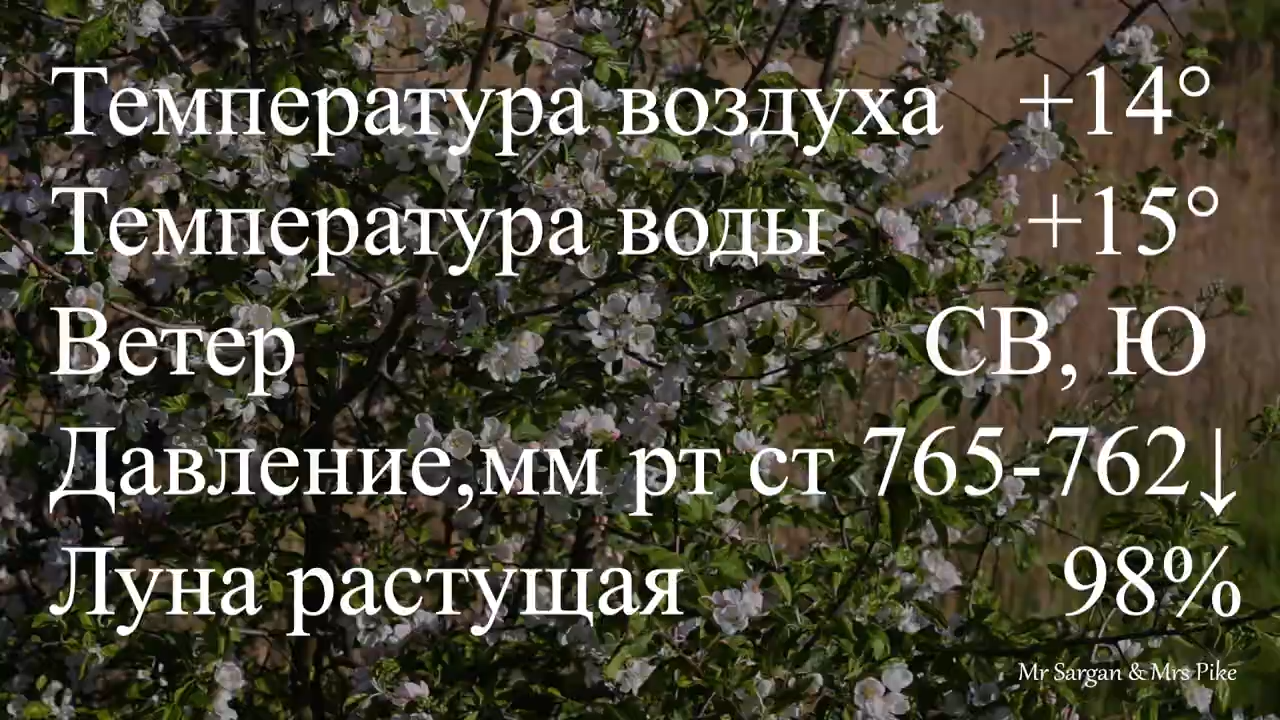 Температура воздуха +14°
Температура воды +15°
Ветер СВ, Ю
Давление,мм рт ст 765-762↓
Луна растущая 98%
Mr Sargan & Mrs Pike